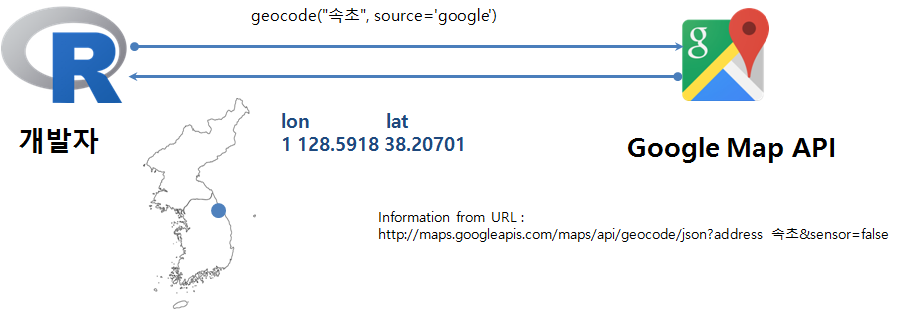 geocode("속초", source='google')
R
g
개발자
lon lat
1 128.5918 38.20701
Google Map API
Information from URL :
http://maps.googleapis.com/maps/api/geocode/json?address 속초&sensor=false